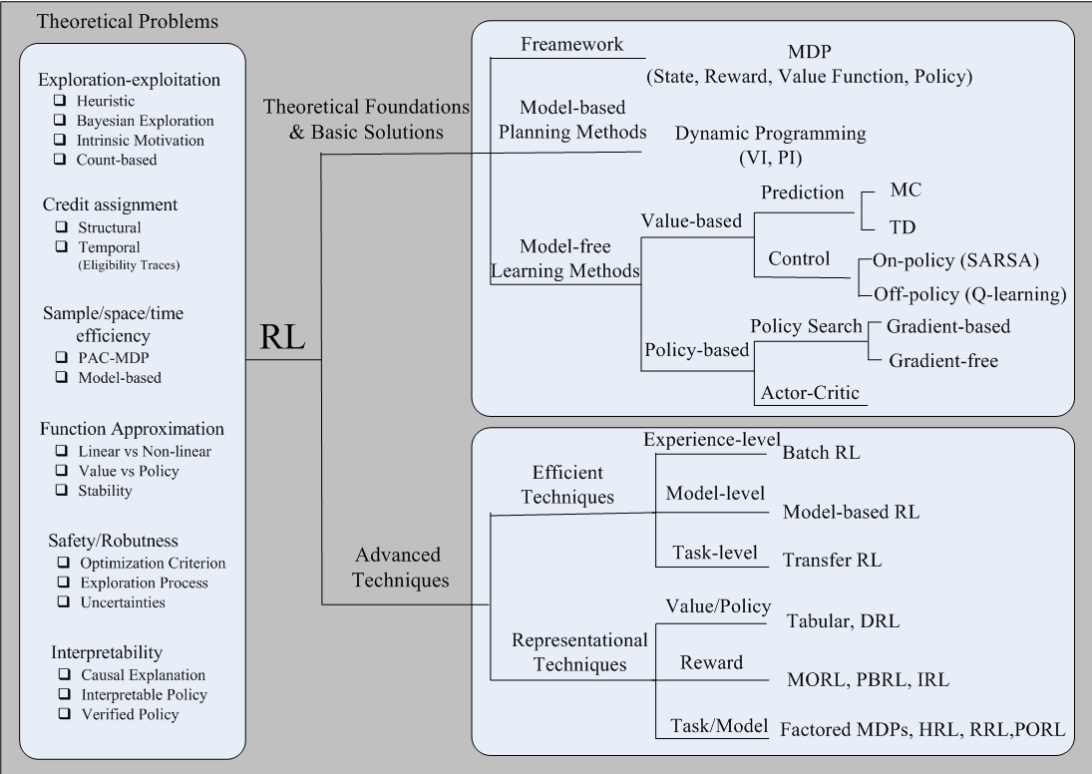 Theoretical Problems
Exploration-exploitation
Heuristic
Bayesian Exploration
Intrinsic Motivation
Count-based
Credit assignment
Structural
Temporal
(Eligibility Traces)
Sample/space/time
efficiency
PAC-MDP
Model-based
Function Approximation
Linear vs Non-linear
Value vs Policy
Stability
Safety/Robutness
Optimization Criterion
Exploration Process
Uncertainties
Interpretability
Causal Explanation
Interpretable Policy
Verified Policy
RL
Theoretical Foundations
& Basic Solutions
Freamework
MDP
(State, Reward, Value Function, Policy)
Model-based
Planning Methods
Dynamic Programming
(VI, PI)
Model-free
Learning Methods
Value-based
Prediction
MC
TD
Control
On-policy (SARSA)
Off-policy (Q-learning)
Policy-based
Policy Search
Gradient-based
Gradient-free
Actor-Critic
Advanced
Techniques
Efficient
Techniques
Experience-level
Batch RL
Model-level
Model-based RL
Task-level
Transfer RL
Representational
Techniques
Value/Policy
Tabular, DRL
Reward
MORL, PBRL, IRL
Task/Model
Factored MDPs, HRL, RRL,PORL